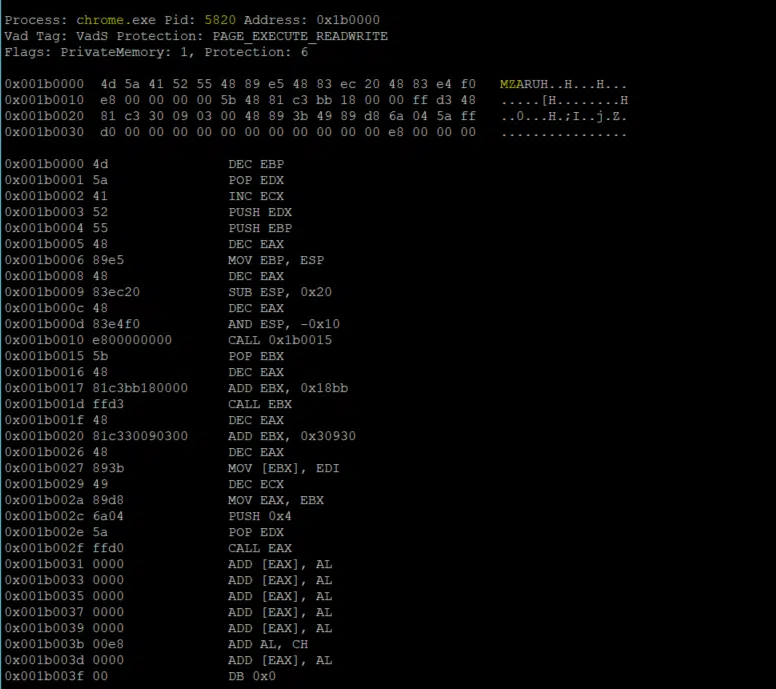 Process: chrome.exe Pid: 5820 Address: 0x1b0000
Vad Tag: VadS Protection: PAGE_EXECUTE_READWRITE
Flags: PrivateMemory: 1, Protection: 6
0x001b0000 4d 5a 41 52 55 48 89 e5 48 83 ec 20 48 83 e4 f0 MZARUH..H...H...
0x001b0010 e8 00 00 00 00 5b 48 81 c3 bb 18 00 00 ff d3 48 .....[H........H
0x001b0020 81 c3 30 09 03 00 48 89 3b 49 89 d8 6a 04 5a ff ..0...H.;I..j.Z.
0x001b0030 d0 00 00 00 00 00 00 00 00 00 00 00 e8 00 00 00 ................
0x001b0000 4d DEC EBP
0x001b0001 5a POP EDX
0x001b0002 41 INC ECX
0x001b0003 52 PUSH EDX
0x001b0004 55 PUSH EBP
0x001b0005 48 DEC EAX
0x001b0006 89e5 MOV EBP, ESP
0x001b0008 48 DEC EAX
0x001b0009 83ec20 SUB ESP, 0x20
0x001b000c 48 DEC EAX
0x001b000d 83e4f0 AND ESP, -0x10
0x001b0010 e800000000 CALL 0x1b0015
0x001b0015 5b POP EBX
0x001b0016 48 DEC EAX
0x001b0017 81c3bb180000 ADD EBX, 0x18bb
0x001b001d ffd3 CALL EBX
0x001b001f 48 DEC EAX
0x001b0020 81c330090300 ADD EBX, 0x30930
0x001b0026 48 DEC EAX
0x001b0027 893b MOV [EBX], EDI
0x001b0029 49 DEC ECX
0x001b002a 89d8 MOV EAX, EBX
0x001b002c 6a04 PUSH 0x4
0x001b002e 5a POP EDX
0x001b002f ffd0 CALL EAX
0x001b0031 0000 ADD [EAX], AL
0x001b0033 0000 ADD [EAX], AL
0x001b0035 0000 ADD [EAX], AL
0x001b0037 0000 ADD [EAX], AL
0x001b0039 0000 ADD [EAX], AL
0x001b003b 00e8 ADD AL, CH
0x001b003d 0000 ADD [EAX], AL
0x001b003f 00 DB 0x0